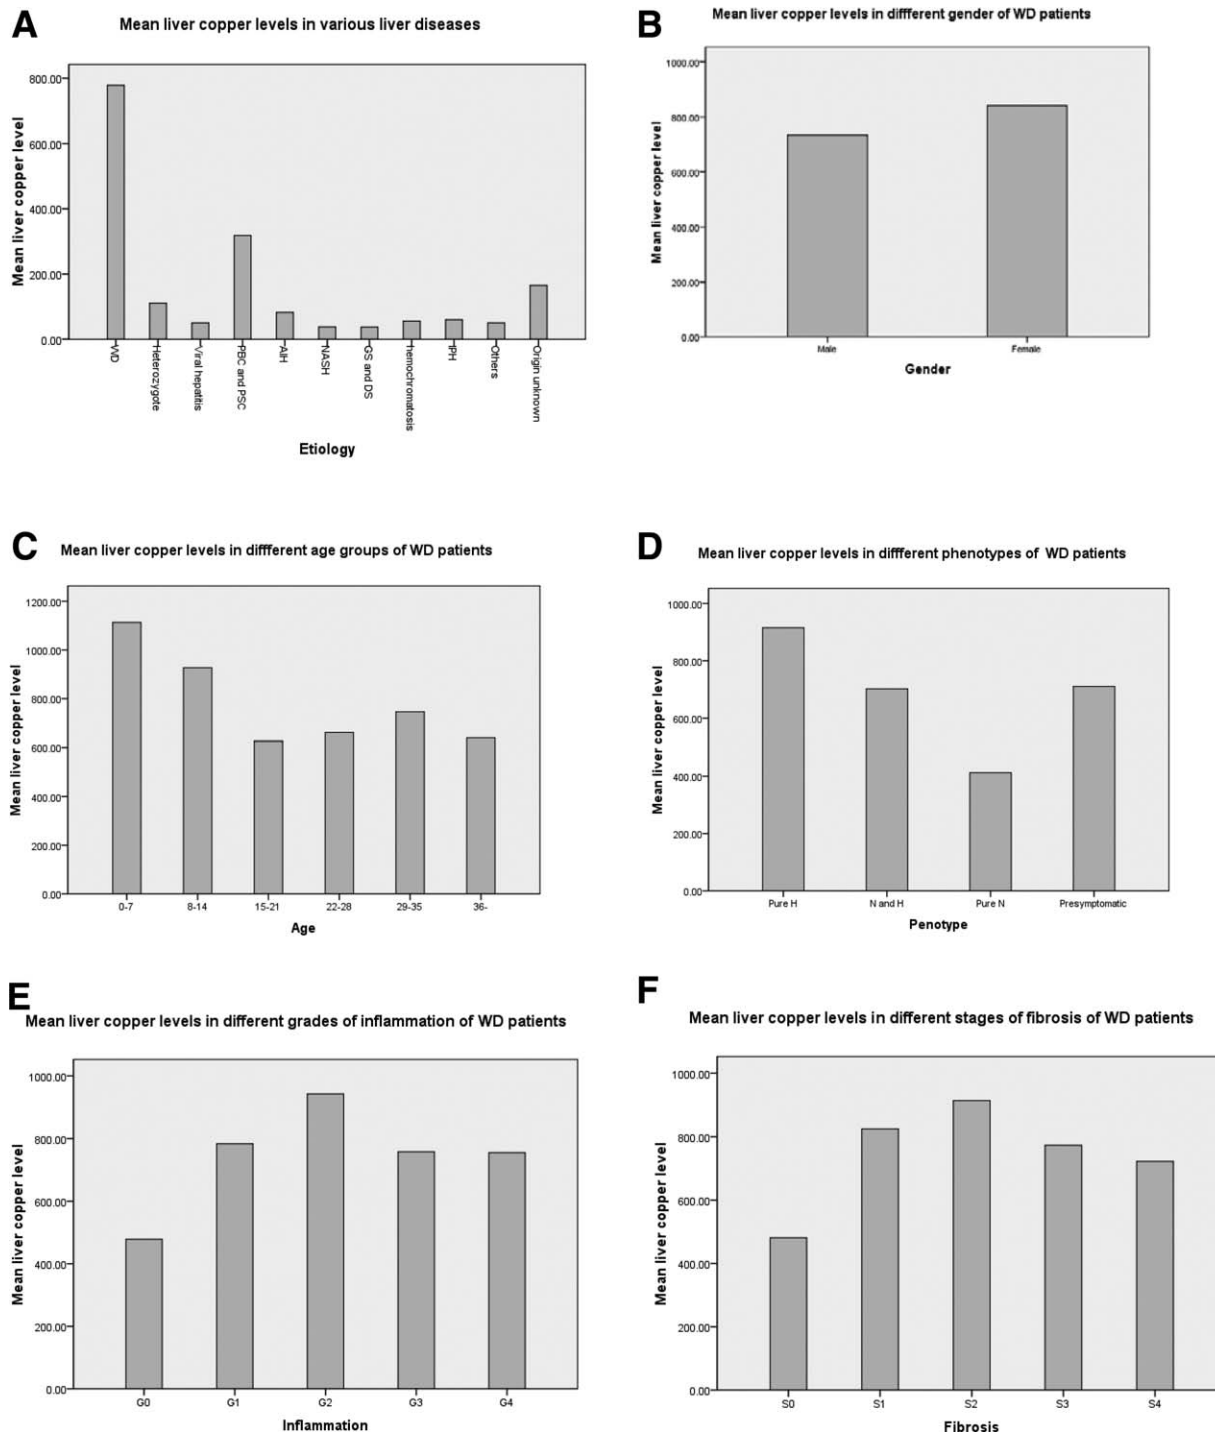 A
Mean liver copper levels in various liver diseases
Mean liver copper level
800.00
600.00
400.00
200.00
0.00
WD
Heterozygote
Viral hepatitis
PBC and PSC
AIH
NASH
GS and DS
hemochromatosis
IPH
Others
Origin unknown
Etiology
B
Mean liver copper levels in diffferent gender of WD patients
Mean liver copper level
1000.00
800.00
600.00
400.00
200.00
0.00
Male
Female
Gender
C
Mean liver copper levels in diffferent age groups of WD patients
Mean liver copper level
1200.00
1000.00
800.00
600.00
400.00
200.00
0.00
0-7
8-14
15-21
22-28
29-35
36-
Age
D
Mean liver copper levels in diffferent phenotypes of WD patients
Mean liver copper level
1000.00
800.00
600.00
400.00
200.00
0.00
Pure H
N and H
Pure N
Presymptomatic
Penotype
E
Mean liver copper levels in different grades of inflammation of WD patients
Mean liver copper level
1000.00
800.00
600.00
400.00
200.00
0.00
G0
G1
G2
G3
G4
Inflammation
F
Mean liver copper levels in different stages of fibrosis of WD patients
Mean liver copper level
1000.00
800.00
600.00
400.00
200.00
0.00
S0
S1
S2
S3
S4
Fibrosis